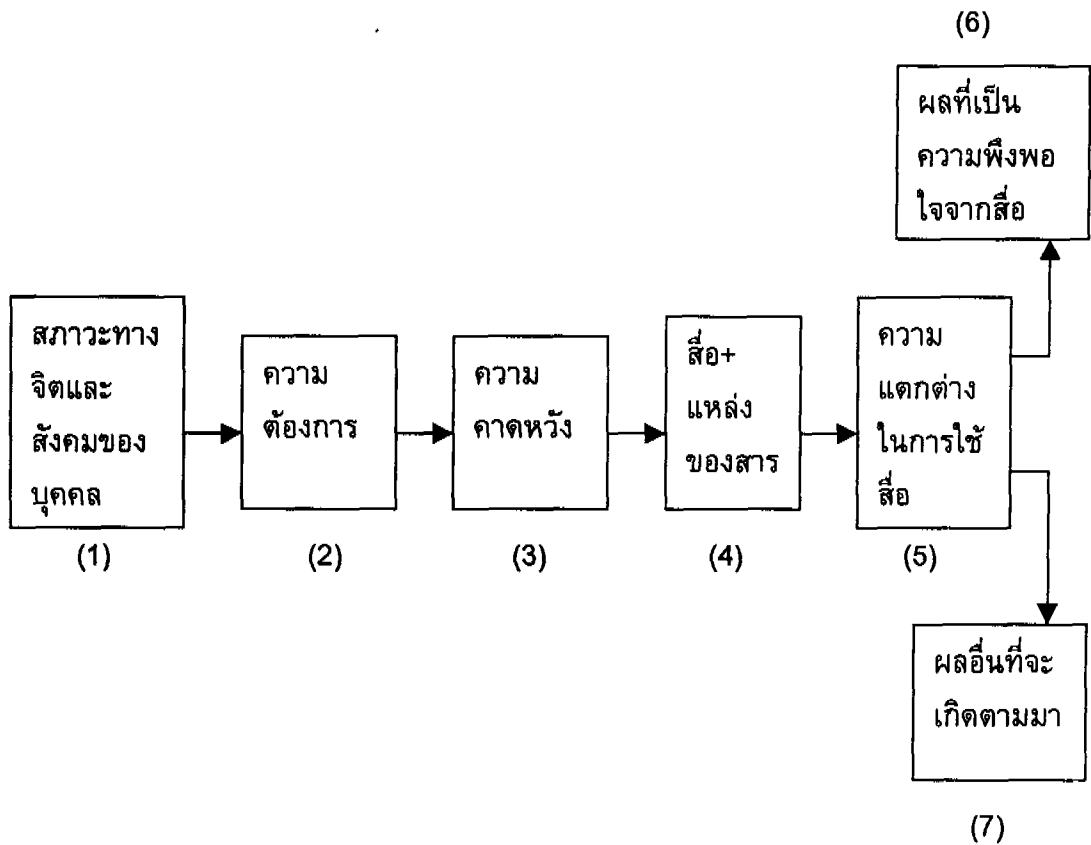 (6)
ผลที่เป็น
ความพึงพอ
ใจจากสื่อ
สภาวะทาง
จิตและ
สังคมของ
บุคคล
(1)
ความ
ต้องการ
(2)
ความ
คาดหวัง
(3)
สื่อ+
แหล่ง
ของสาร
(4)
ความ
แตกต่าง
ในการใช้
สื่อ
(5)
ผลอื่นที่จะ
เกิดตามมา
(7)